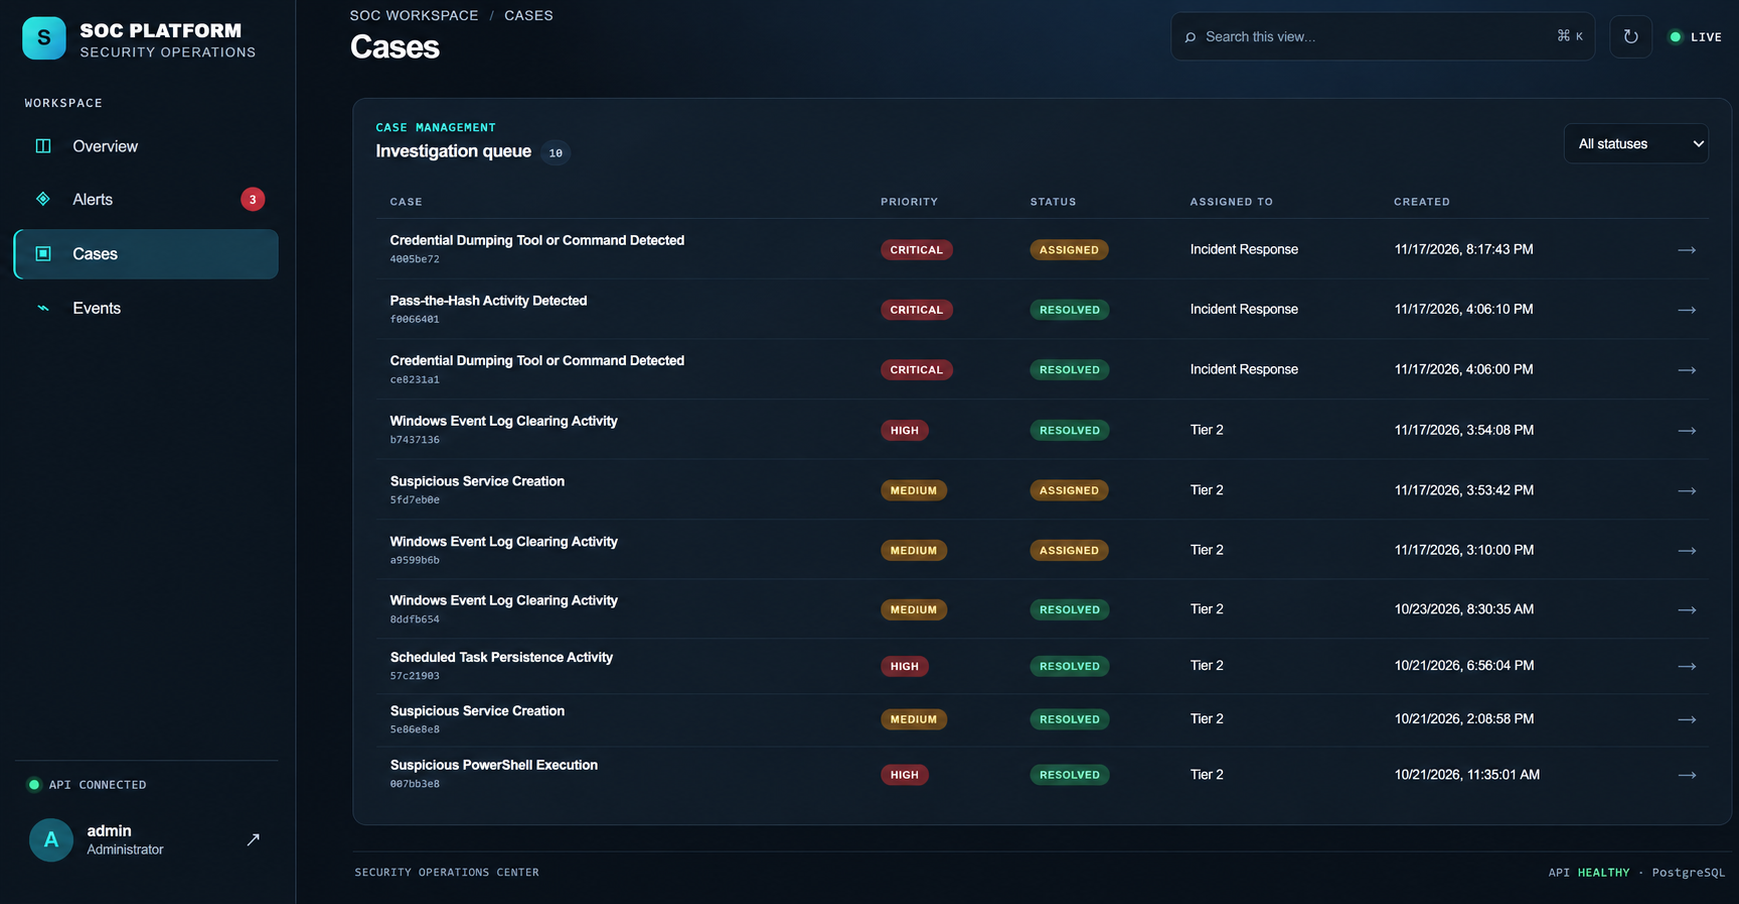 S
SOC PLATFORM
SECURITY OPERATIONS
WORKSPACE
Overview
Alerts 3
Cases
Events
API CONNECTED
A
admin
Administrator
SOC WORKSPACE / CASES
Cases
Search this view... ⌘ K
LIVE
CASE MANAGEMENT
Investigation queue 10
All statuses
CASE PRIORITY STATUS ASSIGNED TO CREATED
Credential Dumping Tool or Command Detected
4005be72
CRITICAL ASSIGNED Incident Response 11/17/2026, 8:17:43 PM
Pass-the-Hash Activity Detected
f0066401
CRITICAL RESOLVED Incident Response 11/17/2026, 4:06:10 PM
Credential Dumping Tool or Command Detected
ce8231a1
CRITICAL RESOLVED Incident Response 11/17/2026, 4:06:00 PM
Windows Event Log Clearing Activity
b7437136
HIGH RESOLVED Tier 2 11/17/2026, 3:54:08 PM
Suspicious Service Creation
5fd7eb0e
MEDIUM ASSIGNED Tier 2 11/17/2026, 3:53:42 PM
Windows Event Log Clearing Activity
a9599b6b
MEDIUM ASSIGNED Tier 2 11/17/2026, 3:10:00 PM
Windows Event Log Clearing Activity
8ddfb654
MEDIUM RESOLVED Tier 2 10/23/2026, 8:30:35 AM
Scheduled Task Persistence Activity
57c21903
HIGH RESOLVED Tier 2 10/21/2026, 6:56:04 PM
Suspicious Service Creation
5e86e8e8
MEDIUM RESOLVED Tier 2 10/21/2026, 2:08:58 PM
Suspicious PowerShell Execution
007bb3e8
HIGH RESOLVED Tier 2 10/21/2026, 11:35:01 AM
SECURITY OPERATIONS CENTER
API HEALTHY · PostgreSQL